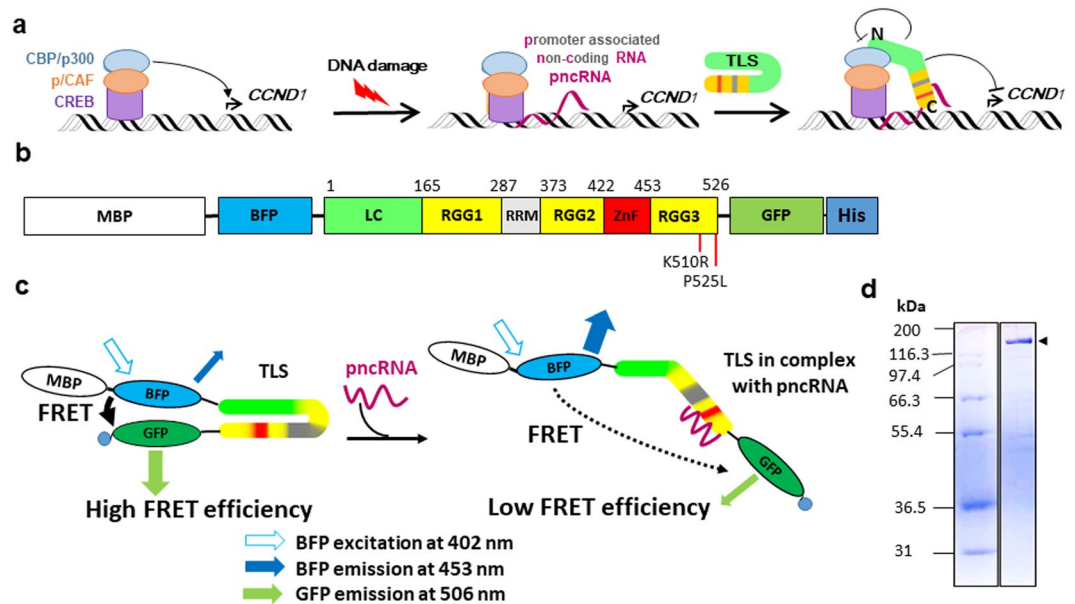 a
CBP/p300
p/CAF
CREB
CCND1
DNA damage
promoter associated
non-coding RNA
pncRNA
CCND1
TLS
N
C
CCND1
b
1 165 287 373 422 453 526
MBP BFP LC RGG1 RRM RGG2 ZnF RGG3 GFP His
K510R
P525L
c
MBP
BFP
TLS
FRET
GFP
High FRET efficiency
pncRNA
MBP
BFP
TLS in complex
with pncRNA
FRET
GFP
Low FRET efficiency
BFP excitation at 402 nm
BFP emission at 453 nm
GFP emission at 506 nm
d
kDa
200
116.3
97.4
66.3
55.4
36.5
31